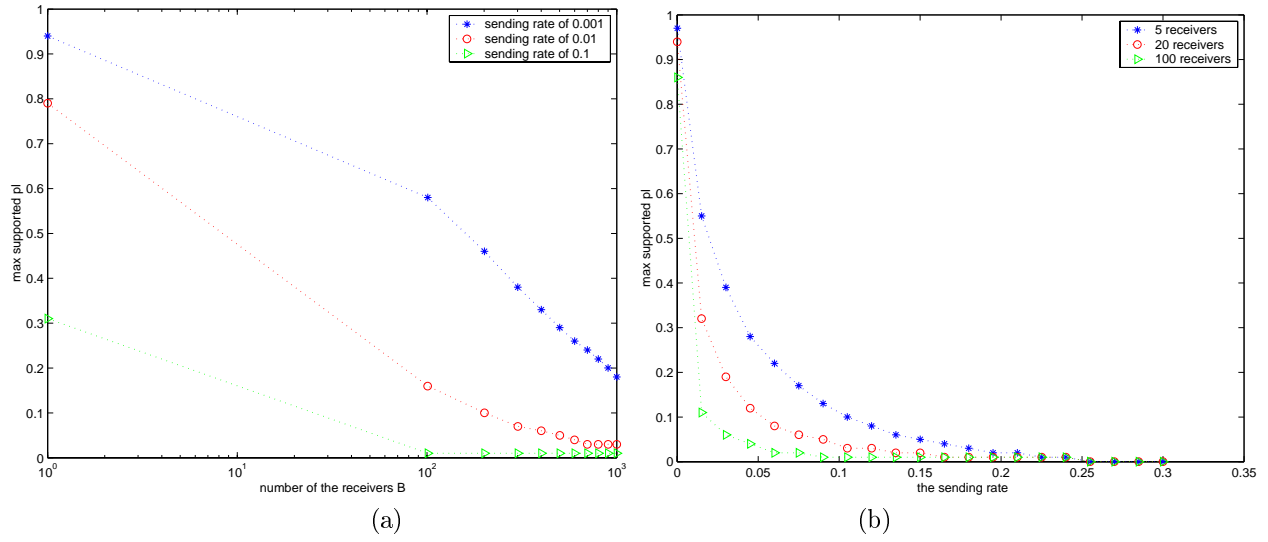 1
0.9
0.8
0.7
0.6
0.5
0.4
0.3
0.2
0.1
0
max supported pl
10^0
10^1
10^2
10^3
number of the receivers B
sending rate of 0.001
sending rate of 0.01
sending rate of 0.1
(a)
1
0.9
0.8
0.7
0.6
0.5
0.4
0.3
0.2
0.1
0
max supported pl
0
0.05
0.1
0.15
0.2
0.25
0.3
0.35
the sending rate
5 receivers
20 receivers
100 receivers
(b)